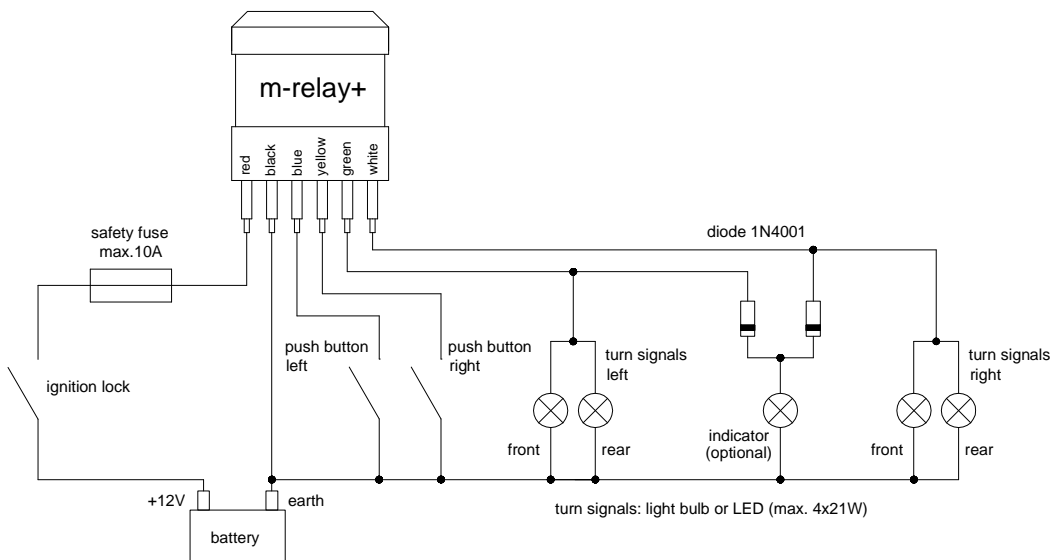 m-relay+
red
black
blue
yellow
green
white
safety fuse
max.10A
diode 1N4001
ignition lock
push button
left
push button
right
turn signals
left
turn signals
right
front
rear
indicator
(optional)
front
rear
+12V
earth
battery
turn signals: light bulb or LED (max. 4x21W)